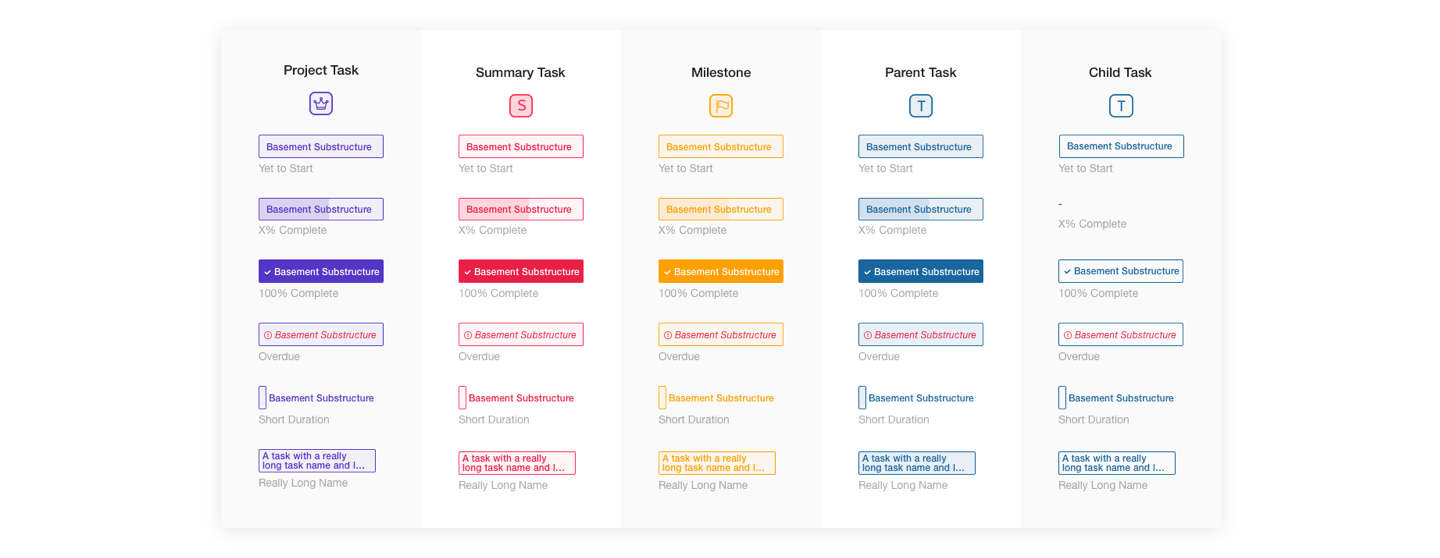 Project Task
Summary Task
Milestone
Parent Task
Child Task
S
T
T
Basement Substructure
Basement Substructure
Basement Substructure
Basement Substructure
Basement Substructure
Yet to Start
Yet to Start
Yet to Start
Yet to Start
Yet to Start
Basement Substructure
Basement Substructure
Basement Substructure
Basement Substructure
-
X% Complete
X% Complete
X% Complete
X% Complete
X% Complete
Basement Substructure
Basement Substructure
Basement Substructure
Basement Substructure
Basement Substructure
100% Complete
100% Complete
100% Complete
100% Complete
100% Complete
Basement Substructure
Basement Substructure
Basement Substructure
Basement Substructure
Basement Substructure
Overdue
Overdue
Overdue
Overdue
Overdue
Basement Substructure
Basement Substructure
Basement Substructure
Basement Substructure
Basement Substructure
Short Duration
Short Duration
Short Duration
Short Duration
Short Duration
A task with a really
long task name and l...
A task with a really
long task name and l...
A task with a really
long task name and l...
A task with a really
long task name and l...
A task with a really
long task name and l...
Really Long Name
Really Long Name
Really Long Name
Really Long Name
Really Long Name